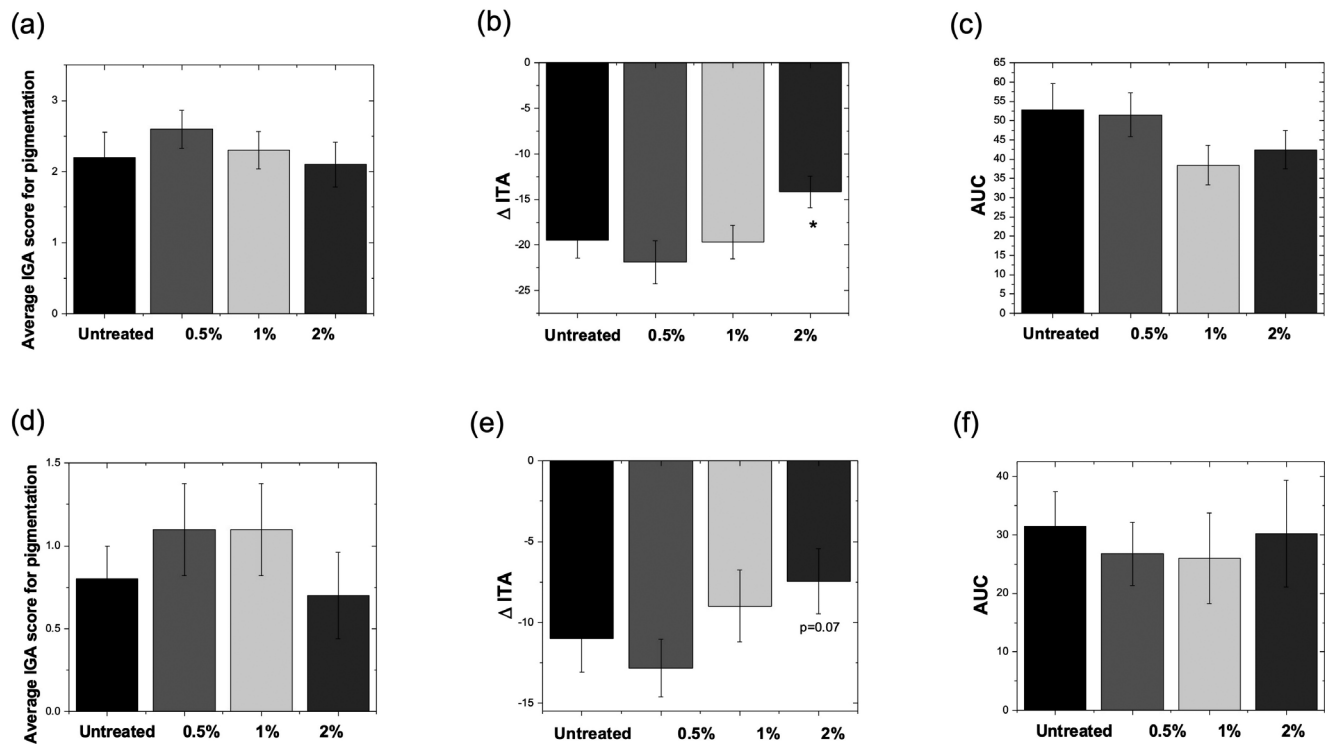 (a)
Average IGA score for pigmentation
3
2
1
0
Untreated 0.5% 1% 2%
(b)
Δ ITA
0
-5
-10
-15
-20
-25
*
Untreated 0.5% 1% 2%
(c)
AUC
65
60
55
50
45
40
35
30
25
20
15
10
5
0
Untreated 0.5% 1% 2%
(d)
Average IGA score for pigmentation
1.5
1.0
0.5
0.0
Untreated 0.5% 1% 2%
(e)
Δ ITA
0
-5
-10
-15
p=0.07
Untreated 0.5% 1% 2%
(f)
AUC
40
30
20
10
0
Untreated 0.5% 1% 2%